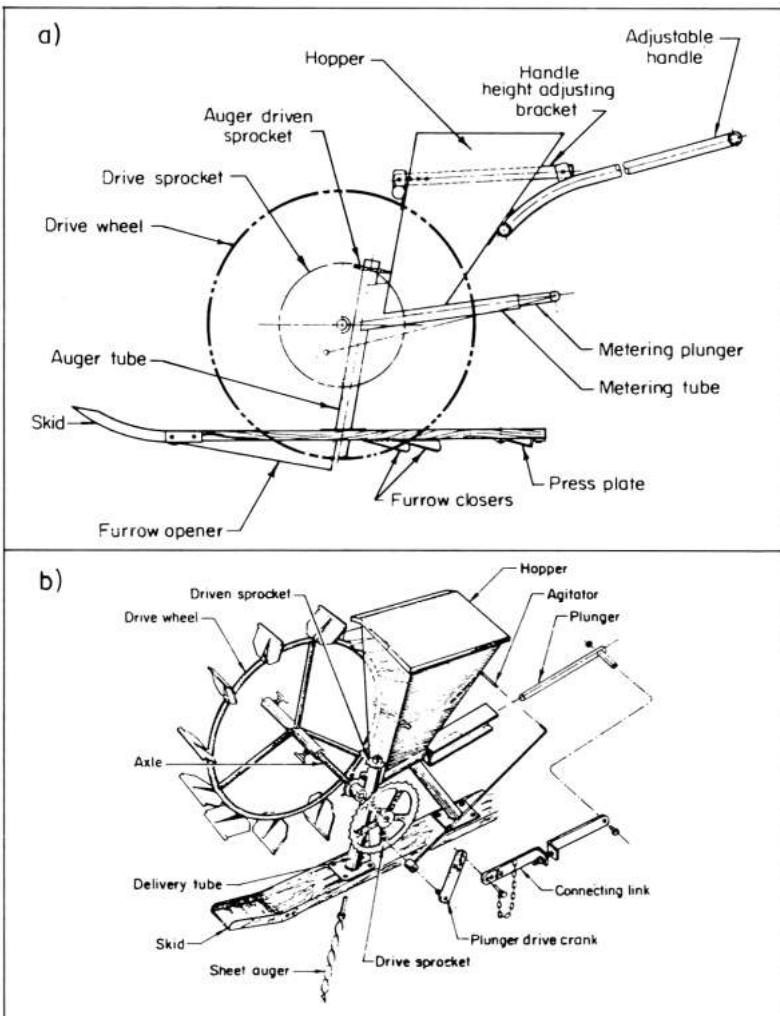 a)
Hopper
Adjustable
handle
Handle
height adjusting
bracket
Auger driven
sprocket
Drive sprocket
Drive wheel
Auger tube
Metering plunger
Metering tube
Skid
Press plate
Furrow closers
Furrow opener
b)
Hopper
Driven sprocket
Agitator
Drive wheel
Plunger
Axle
Delivery tube
Connecting link
Skid
Plunger drive crank
Drive sprocket
Sheet auger